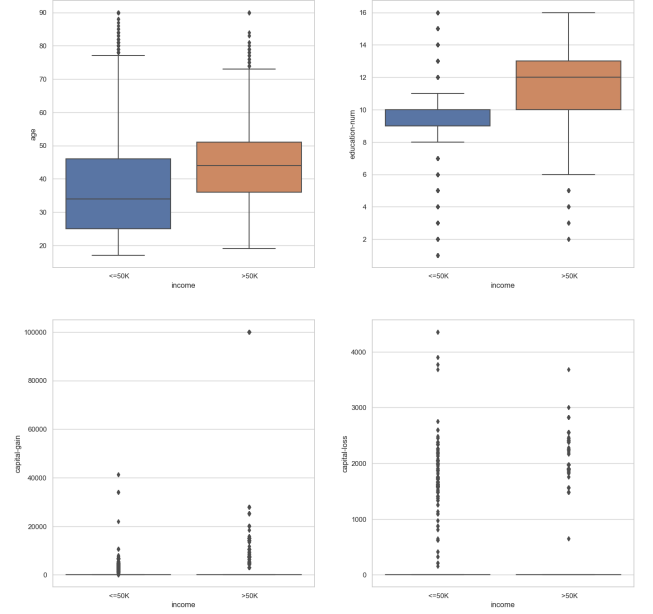 90
80
70
60
50
40
30
20
age
<=50K
>50K
income
16
14
12
10
8
6
4
2
education-num
<=50K
>50K
income
100000
80000
60000
40000
20000
0
capital-gain
<=50K
>50K
income
4000
3000
2000
1000
0
capital-loss
<=50K
>50K
income